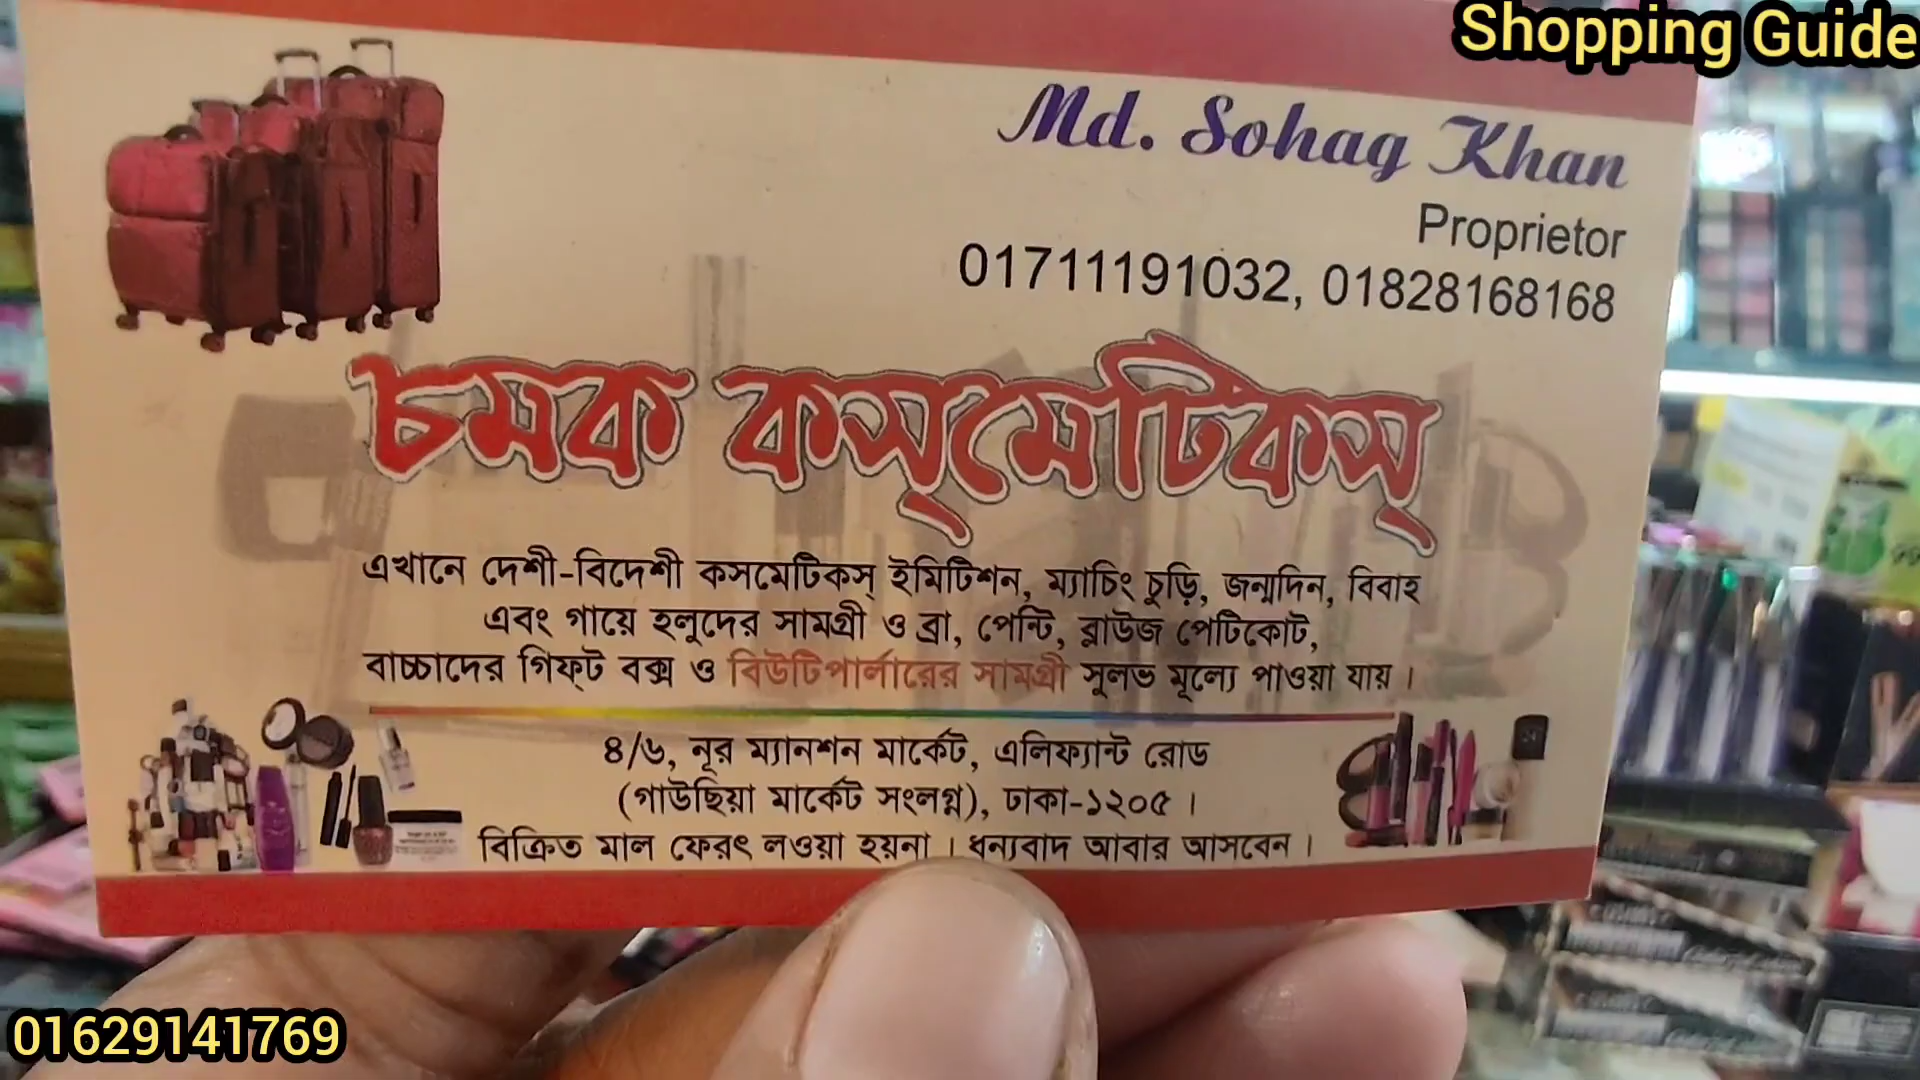 Shopping Guide
Md. Sohag Khan
Proprietor
01711191032, 01828168168
চমক কস্‌মেটিকস্
এখানে দেশী-বিদেশী কসমেটিকস্ ইমিটিশন, ম্যাচিং চুড়ি, জন্মদিন, বিবাহ
এবং গায়ে হলুদের সামগ্রী ও ব্রা, পেন্টি, ব্লাউজ পেটিকোট,
বাচ্চাদের গিফ্‌ট বক্স ও বিউটিপার্লারের সামগ্রী সুলভ মূল্যে পাওয়া যায় ।
৪/৬, নূর ম্যানশন মার্কেট, এলিফ্যান্ট রোড
(গাউছিয়া মার্কেট সংলগ্ন), ঢাকা-১২০৫ ।
বিক্রিত মাল ফেরৎ লওয়া হয়না । ধন্যবাদ আবার আসবেন ।
01629141769